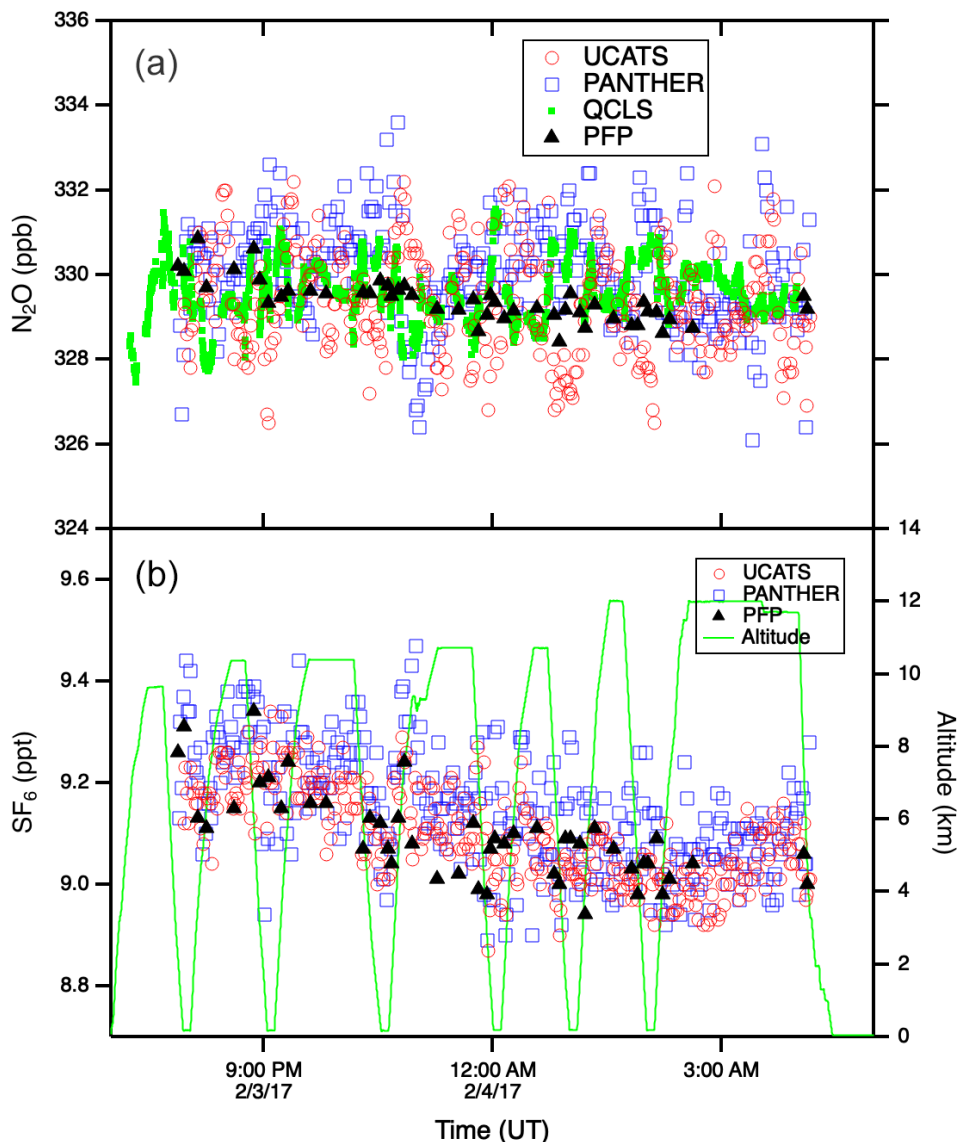 336
334
332
330
328
326
324
N₂O (ppb)
(a)
UCATS
PANTHER
QCLS
PFP
9.6
9.4
9.2
9.0
8.8
SF₆ (ppt)
(b)
UCATS
PANTHER
PFP
Altitude
14
12
10
8
6
4
2
0
Altitude (km)
9:00 PM
2/3/17
12:00 AM
2/4/17
3:00 AM
Time (UT)